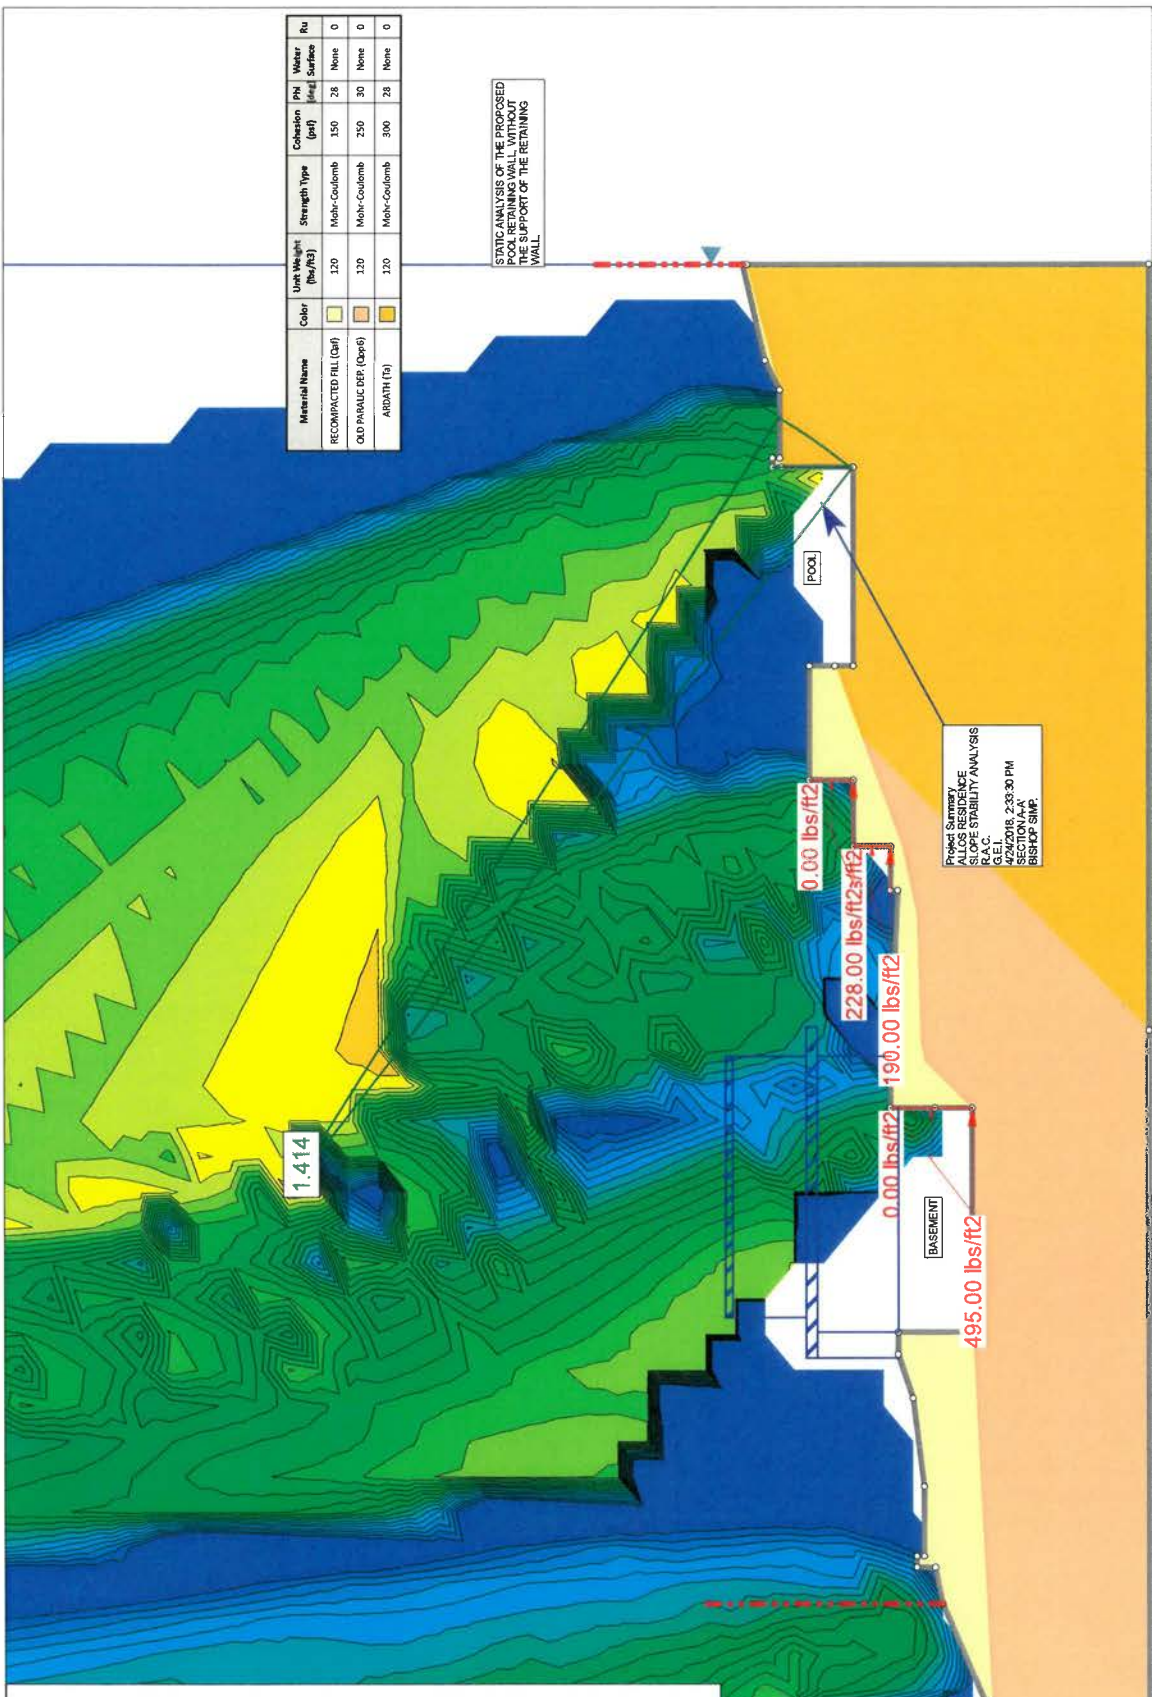 Material Name Color Unit Weight (lbs/ft3) Strength Type Cohesion (psf) Phi (deg) Water Surface Ru
RECOMPACTED FILL (Qaf) 120 Mohr-Coulomb 150 28 None 0
OLD PARALIC DEP. (Qop6) 120 Mohr-Coulomb 250 30 None 0
ARDATH (Ta) 120 Mohr-Coulomb 300 28 None 0
STATIC ANALYSIS OF THE PROPOSED
POOL RETAINING WALL, WITHOUT
THE SUPPORT OF THE RETAINING
WALL.
1.414
POOL
0.00 lbs/ft2
228.00 lbs/ft2
190.00 lbs/ft2
0.00 lbs/ft2
BASEMENT
495.00 lbs/ft2
Project Summary
ALLOS RESIDENCE
SLOPE STABILITY ANALYSIS
R.A.C.
G.E.I.
4/24/2018, 2:33:30 PM
SECTION A-A'
BISHOP SIMP.